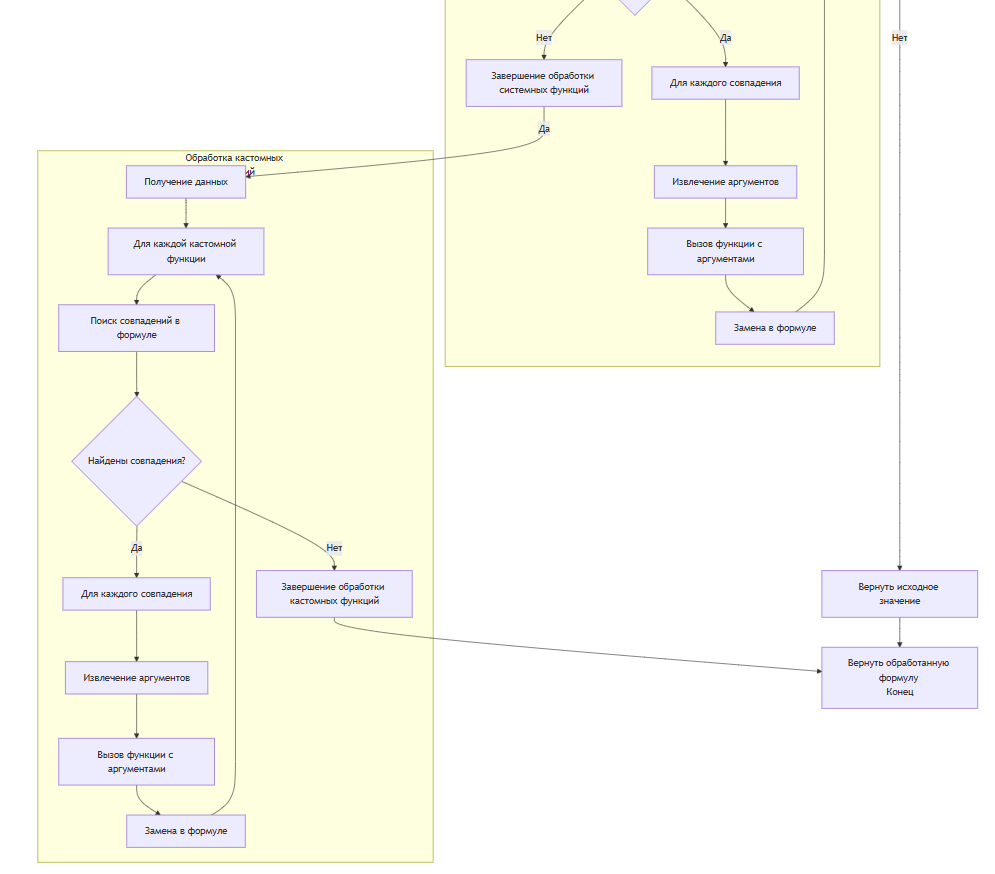 Нет
Да
Нет
Завершение обработки
системных функций
Для каждого совпадения
Да
Извлечение аргументов
Вызов функции с
аргументами
Замена в формуле
Обработка кастомных
ий
Получение данных
Для каждой кастомной
функции
Поиск совпадений в
формуле
Найдены совпадения?
Да
Нет
Для каждого совпадения
Завершение обработки
кастомных функций
Извлечение аргументов
Вызов функции с
аргументами
Замена в формуле
Вернуть исходное
значение
Вернуть обработанную
формулу
Конец